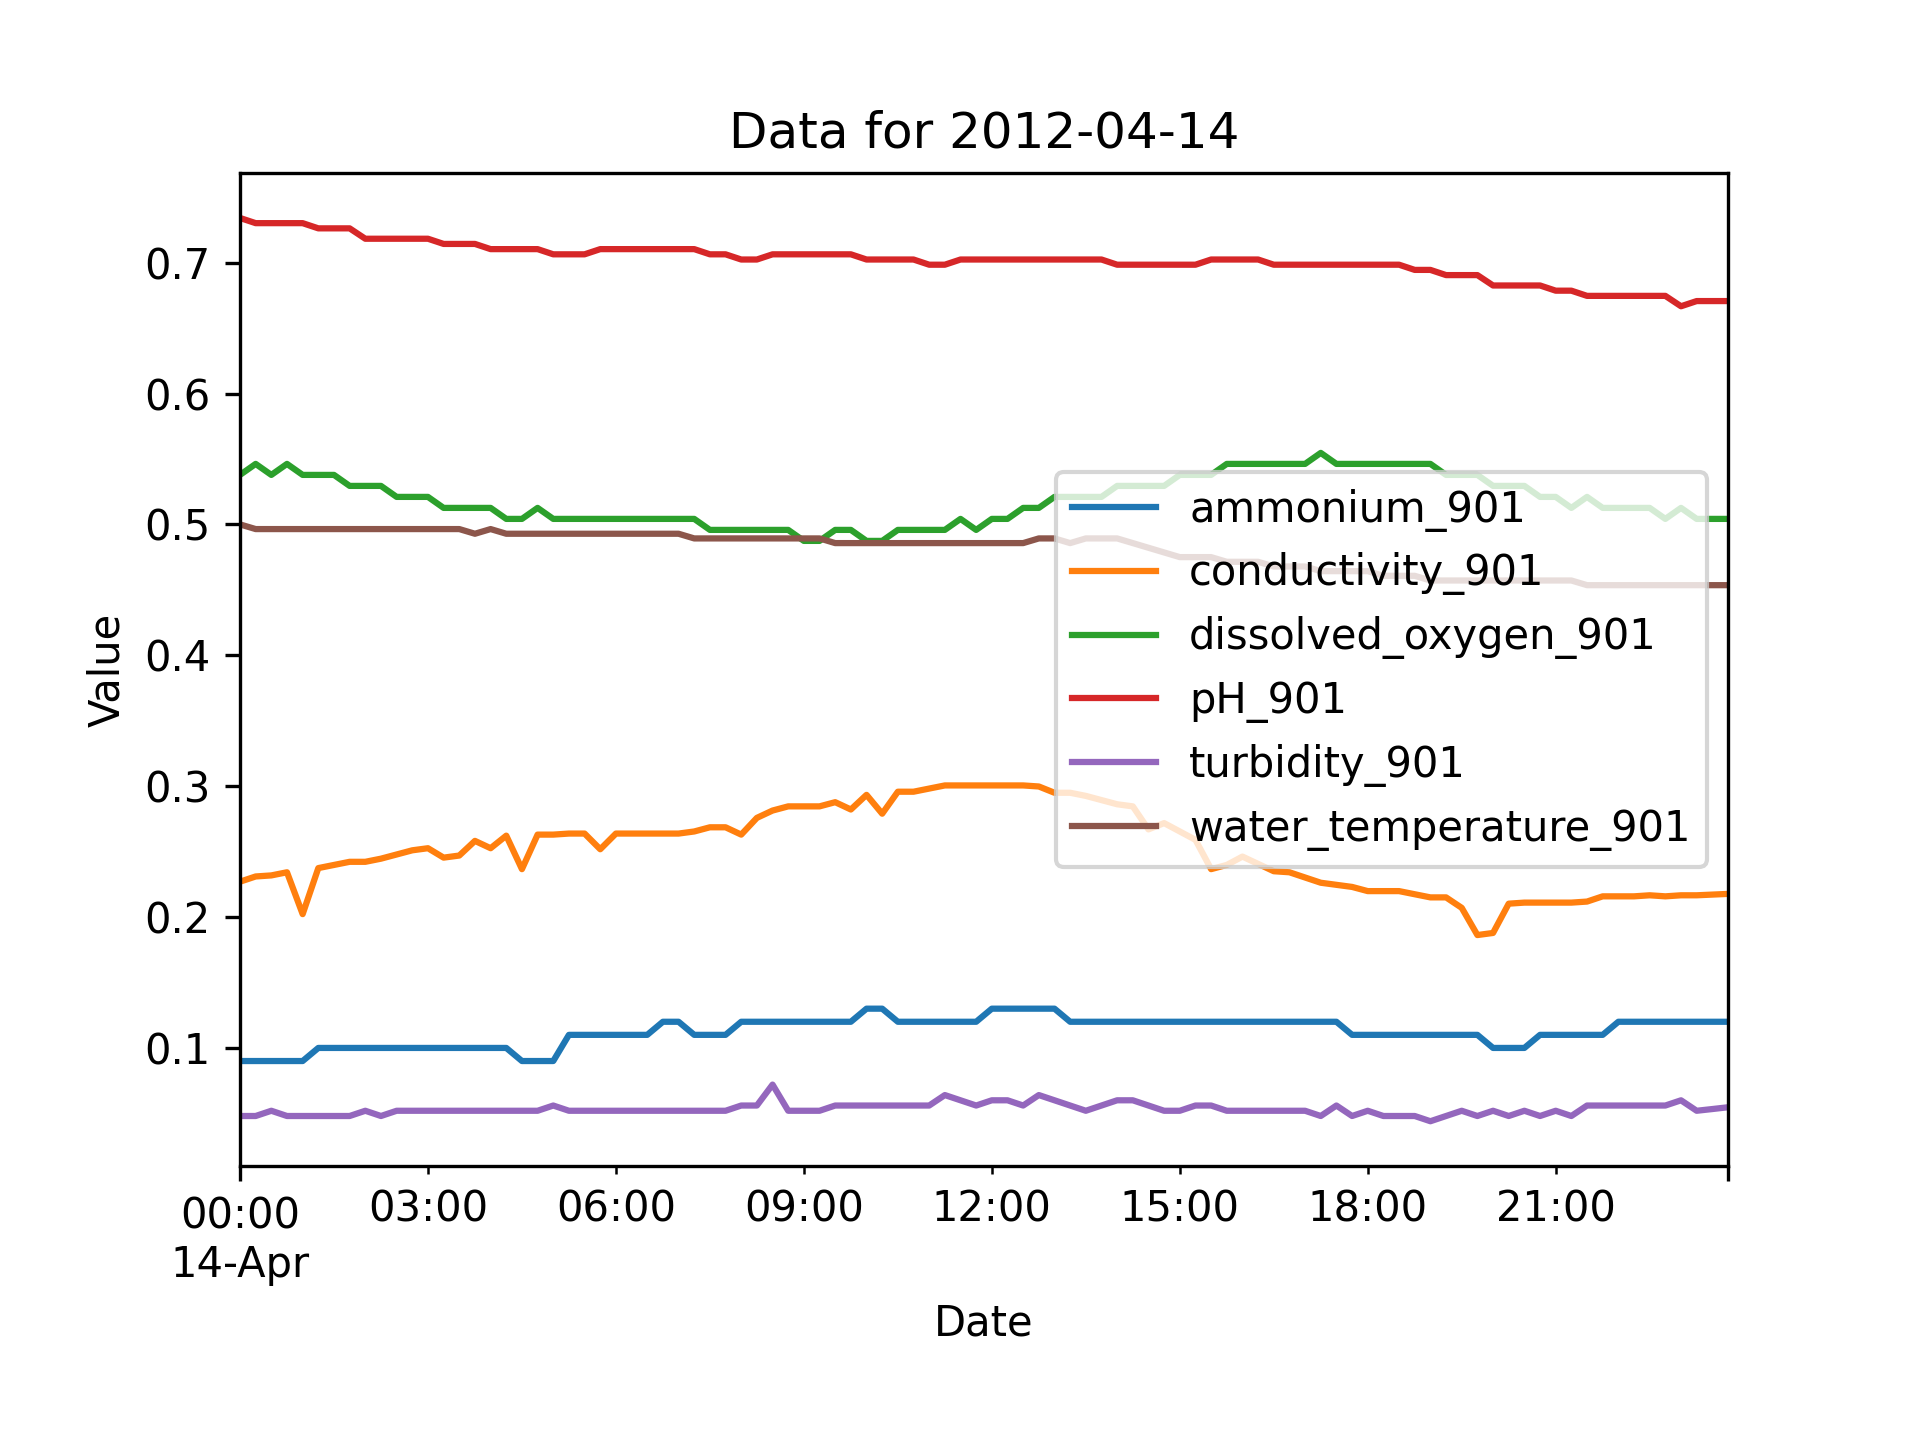 Data for 2012-04-14
Value
0.7
0.6
0.5
0.4
0.3
0.2
0.1
ammonium_901
conductivity_901
dissolved_oxygen_901
pH_901
turbidity_901
water_temperature_901
00:00 03:00 06:00 09:00 12:00 15:00 18:00 21:00
14-Apr
Date